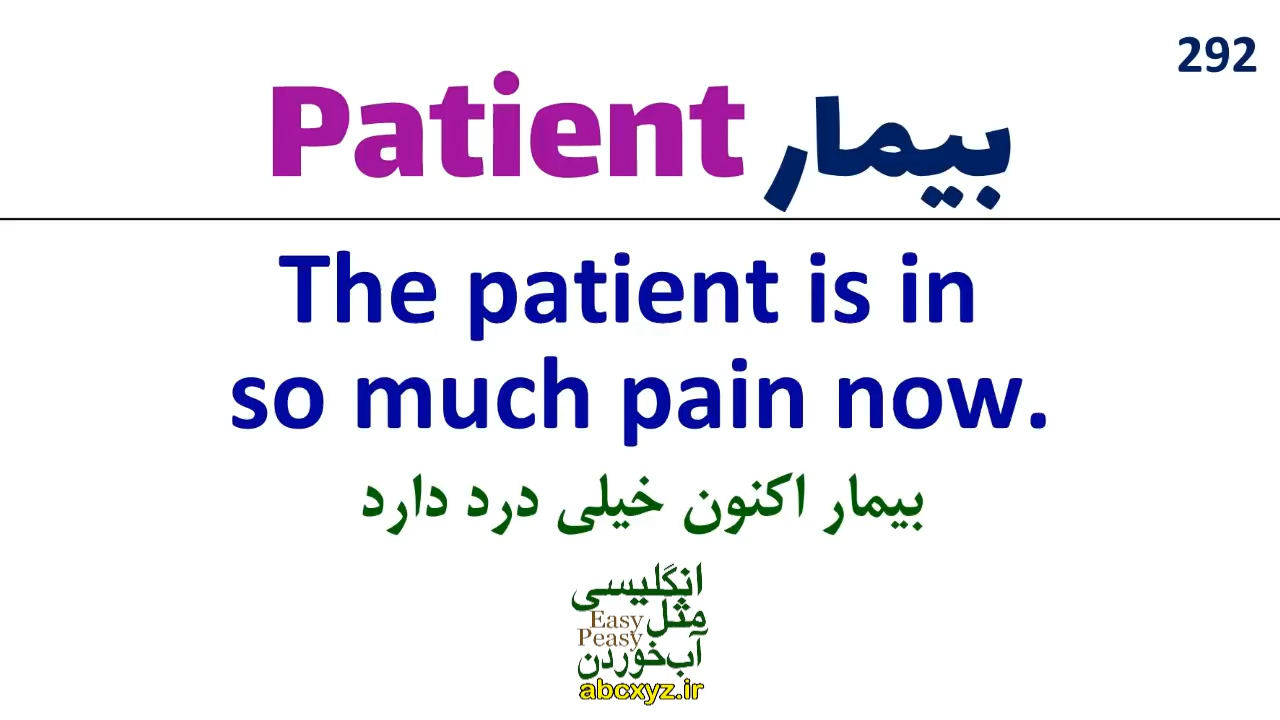 292
Patient بیمار
The patient is in
so much pain now.
بیمار اکنون خیلی درد دارد
انگلیسی
مثل Easy
Peasy
آب خوردن
abcxyz.ir